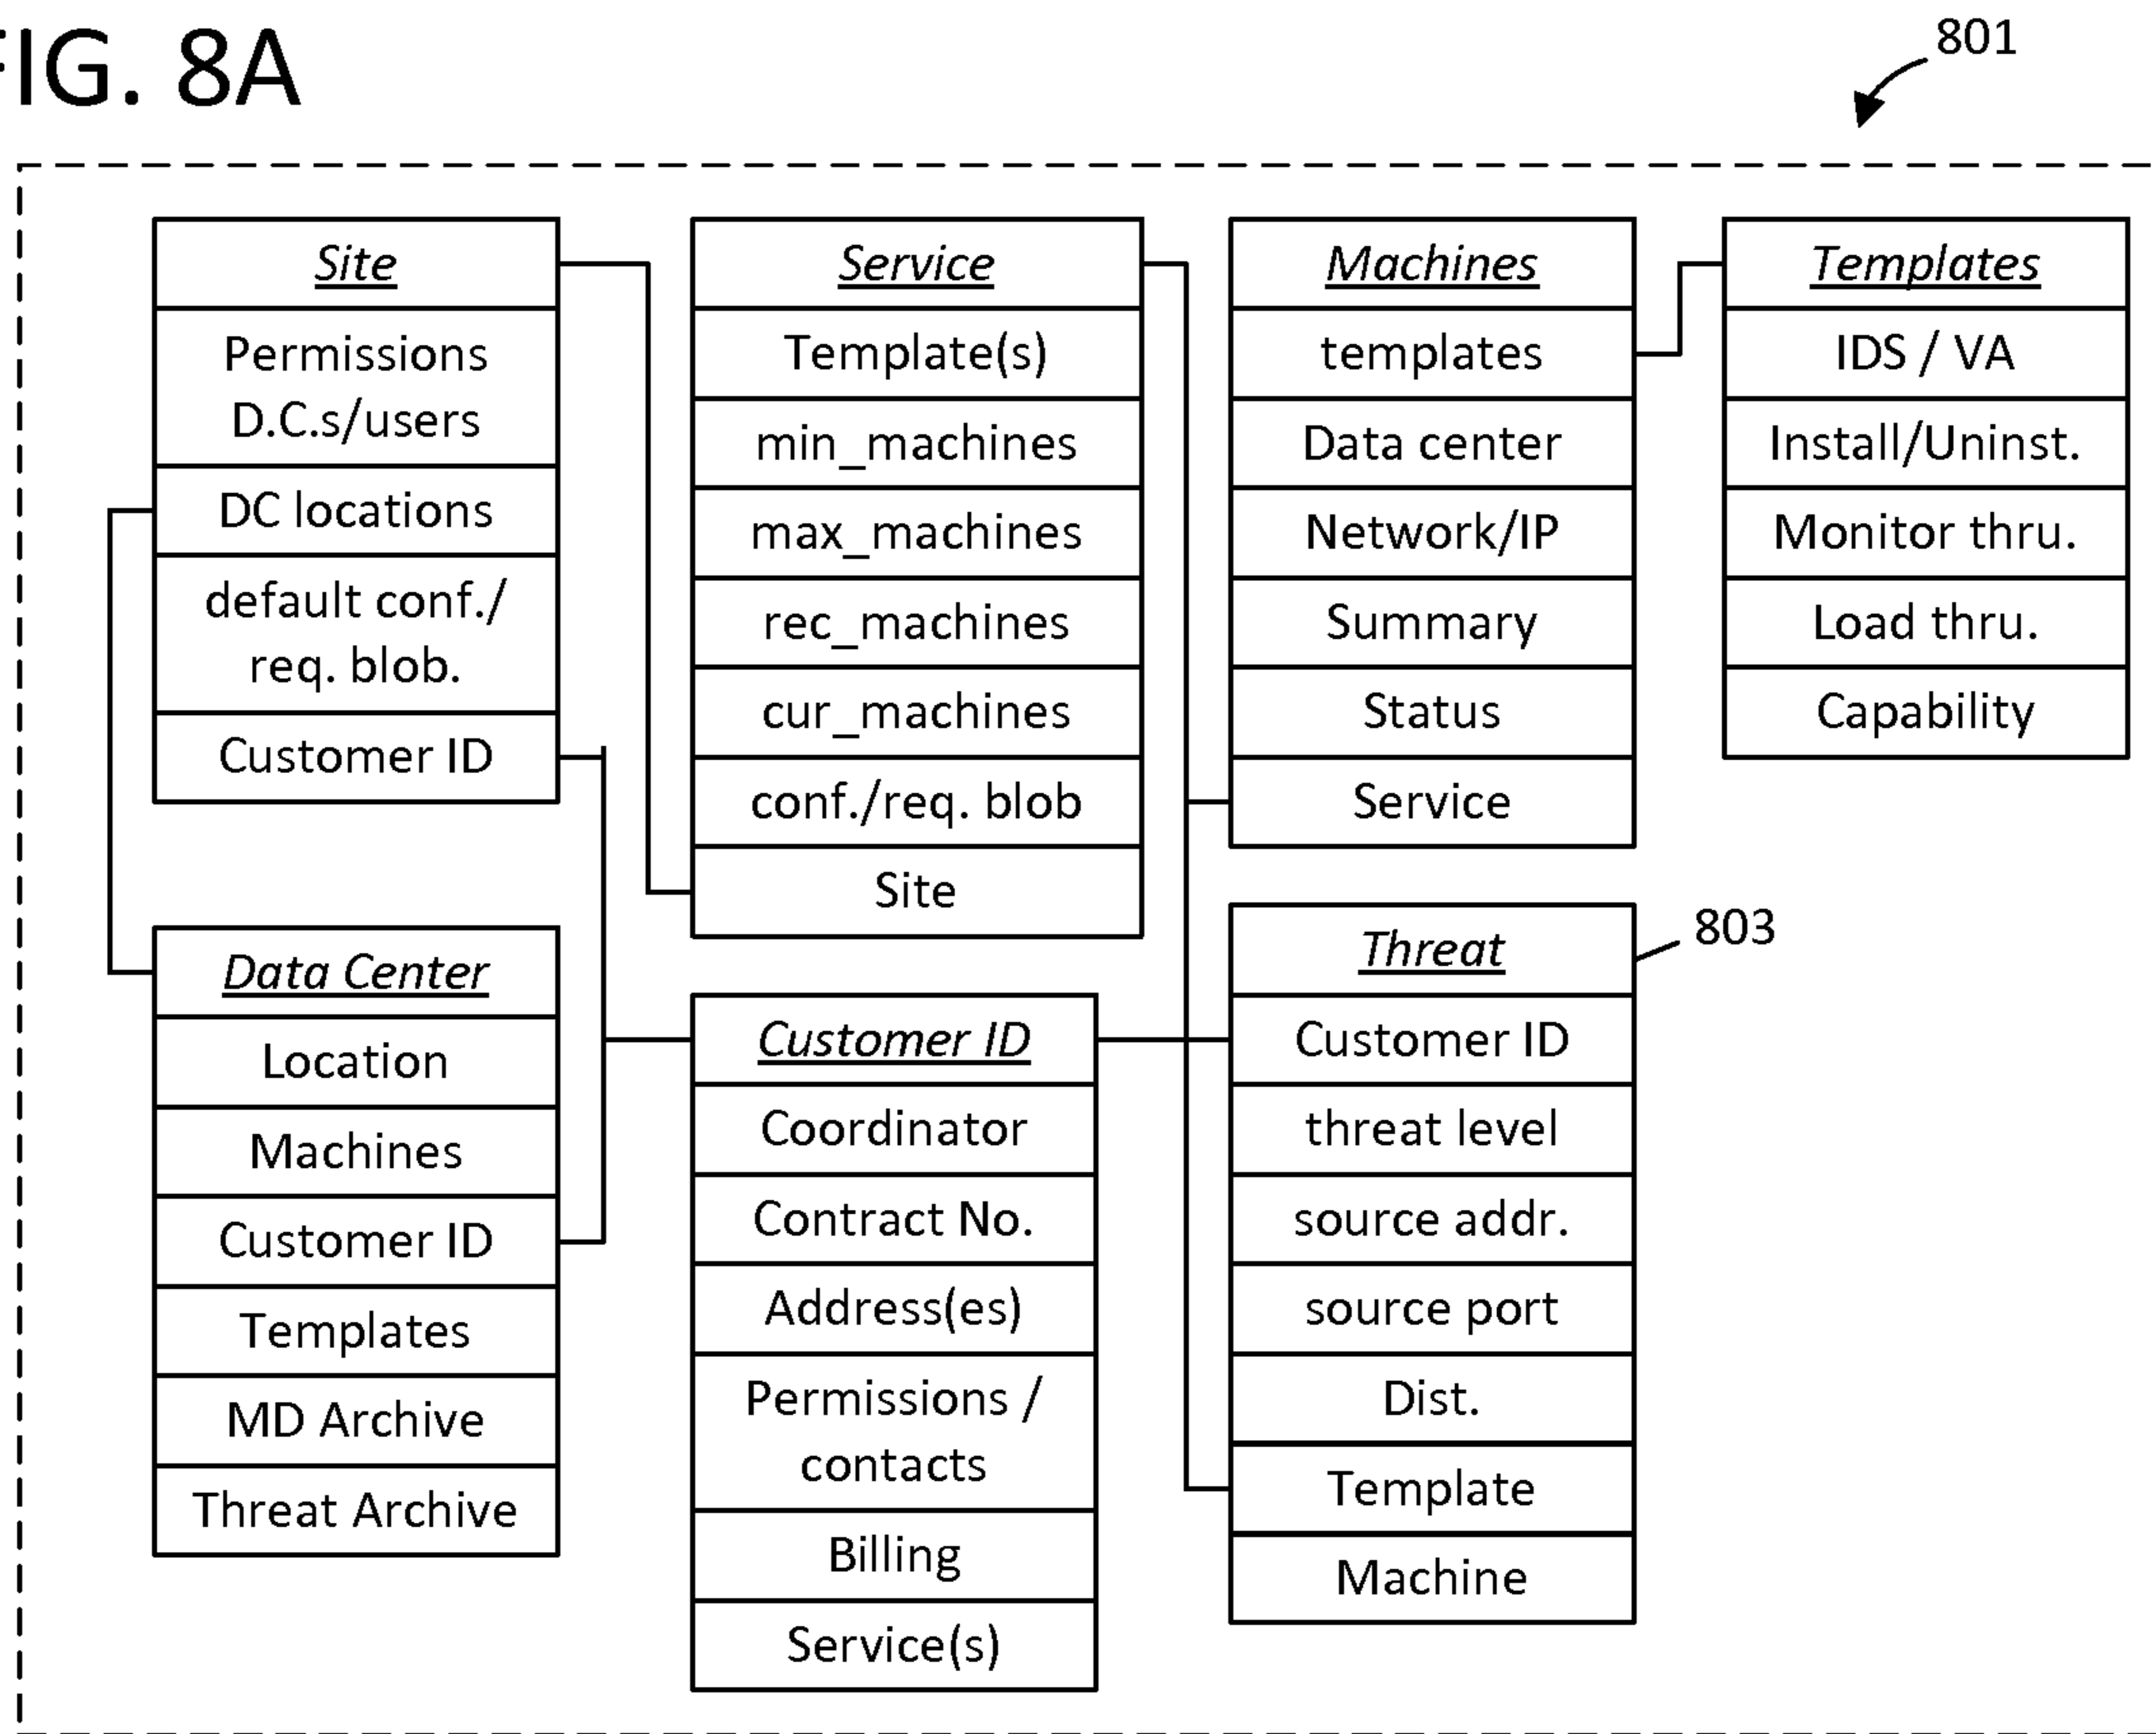 FIG. 8A
801
Site
Permissions
D.C.s/users
DC locations
default conf./
req. blob.
Customer ID
Service
Template(s)
min_machines
max_machines
rec_machines
cur_machines
conf./req. blob
Site
Machines
templates
Data center
Network/IP
Summary
Status
Service
Templates
IDS / VA
Install/Uninst.
Monitor thru.
Load thru.
Capability
Data Center
Location
Machines
Customer ID
Templates
MD Archive
Threat Archive
Customer ID
Coordinator
Contract No.
Address(es)
Permissions /
contacts
Billing
Service(s)
803
Threat
Customer ID
threat level
source addr.
source port
Dist.
Template
Machine